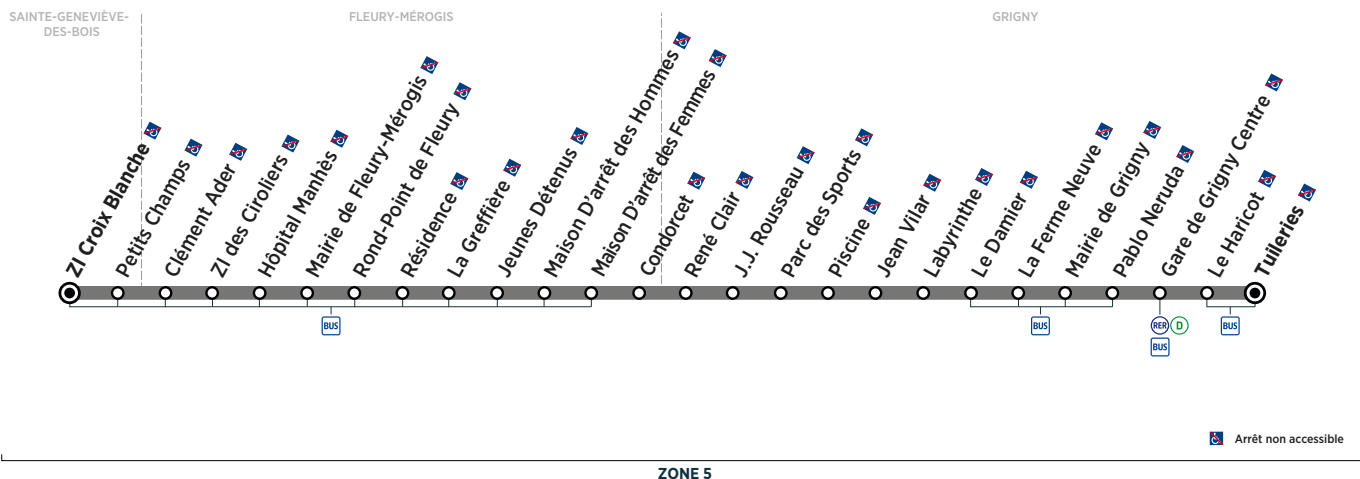 SAINTE-GENEVIÈVE-
DES-BOIS
FLEURY-MÉROGIS
GRIGNY
ZI Croix Blanche
Petits Champs
Clément Ader
ZI des Ciroliers
Hôpital Manhès
Mairie de Fleury-Mérogis
Rond-Point de Fleury
Résidence
La Greffière
Jeunes Détenus
Maison D'arrêt des Hommes
Maison D'arrêt des Femmes
Condorcet
René Clair
J.J. Rousseau
Parc des Sports
Piscine
Jean Vilar
Labyrinthe
Le Damier
La Ferme Neuve
Mairie de Grigny
Pablo Neruda
Gare de Grigny Centre
Le Haricot
Tuileries
BUS
BUS
RER D
BUS
BUS
Arrêt non accessible
ZONE 5